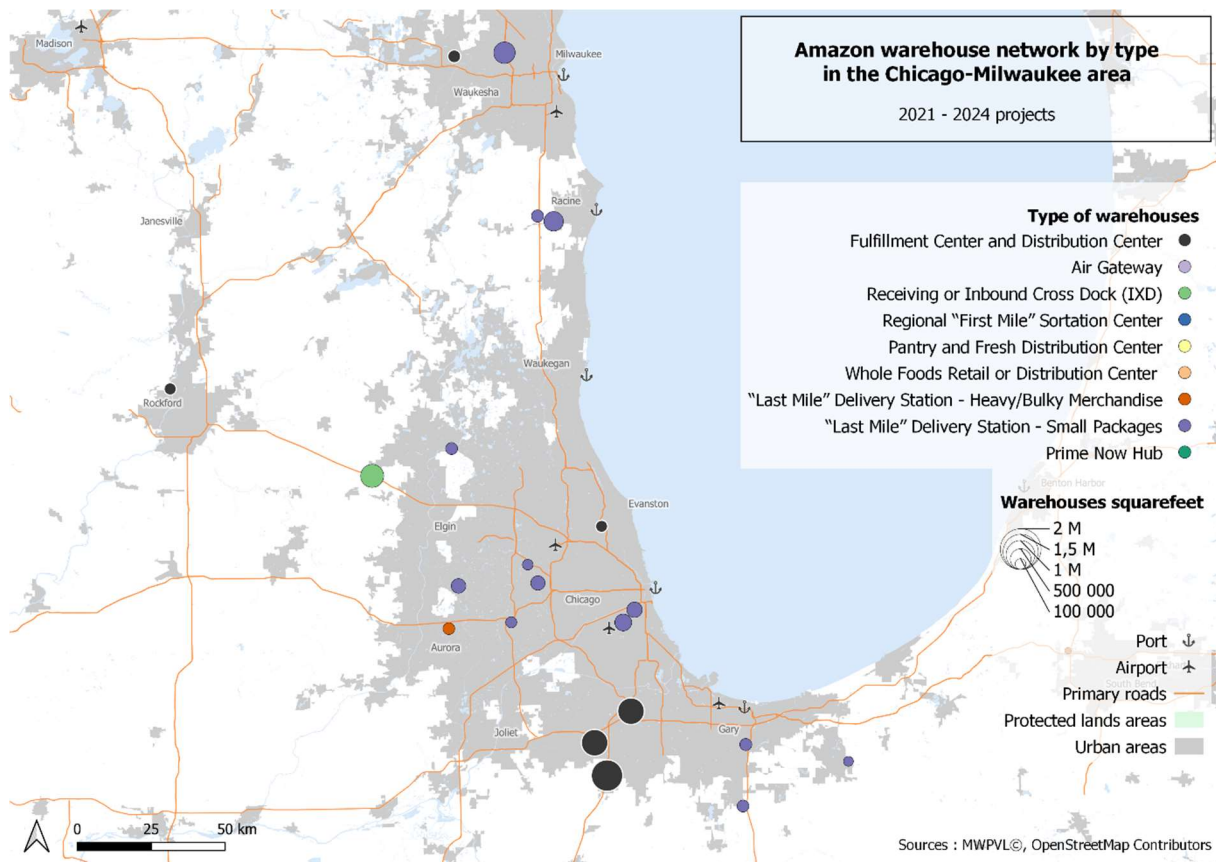 Amazon warehouse network by type
in the Chicago-Milwaukee area
2021 - 2024 projects
Madison
Milwaukee
Waukesha
Racine
Janesville
Waukegan
Rockford
Evanston
Elgin
Chicago
Aurora
Joliet
Gary
Type of warehouses
Fulfillment Center and Distribution Center
Air Gateway
Receiving or Inbound Cross Dock (IXD)
Regional “First Mile” Sortation Center
Pantry and Fresh Distribution Center
Whole Foods Retail or Distribution Center
“Last Mile” Delivery Station - Heavy/Bulky Merchandise
“Last Mile” Delivery Station - Small Packages
Prime Now Hub
Benton Harbor
Warehouses squarefeet
2 M
1,5 M
1 M
500 000
100 000
Port
Airport
Primary roads
South Bend
Protected lands areas
Urban areas
0 25 50 km
Sources : MWPVL©, OpenStreetMap Contributors